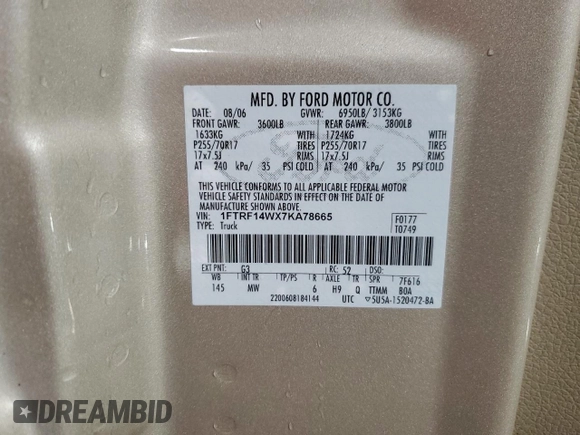 MFD. BY FORD MOTOR CO.
DATE: 08/06 GVWR: 6950LB/ 3153KG
FRONT GAWR: 3600LB REAR GAWR: 3800LB
1633KG WITH 1724KG WITH
P255/70R17 TIRES P255/70R17 TIRES
17x7.5J RIMS 17x7.5J RIMS
AT 240 kPa/ 35 PSI COLD AT 240 kPa/ 35 PSI COLD
THIS VEHICLE CONFORMS TO ALL APPLICABLE FEDERAL MOTOR
VEHICLE SAFETY STANDARDS IN EFFECT ON THE DATE OF
MANUFACTURE SHOWN ABOVE.
VIN: 1FTRF14WX7KA78665 F0177
TYPE: Truck T0749
EXT PNT: G3 RC: 52 DSO:
WB INT TR TP/PS R AXLE TR SPR 7F616
145 MW 6 H9 Q TTMM BOA
2200608184144 UTC ▽5U5A-1520472-BA
DREAMBID